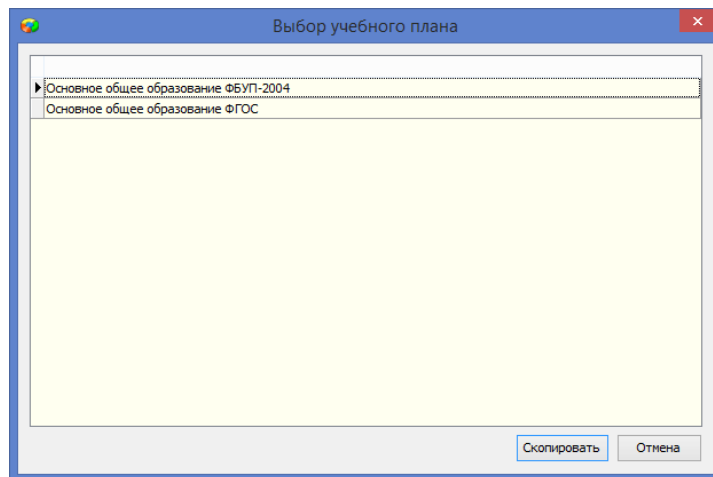 Выбор учебного плана
Основное общее образование ФБУП-2004
Основное общее образование ФГОС
Скопировать Отмена